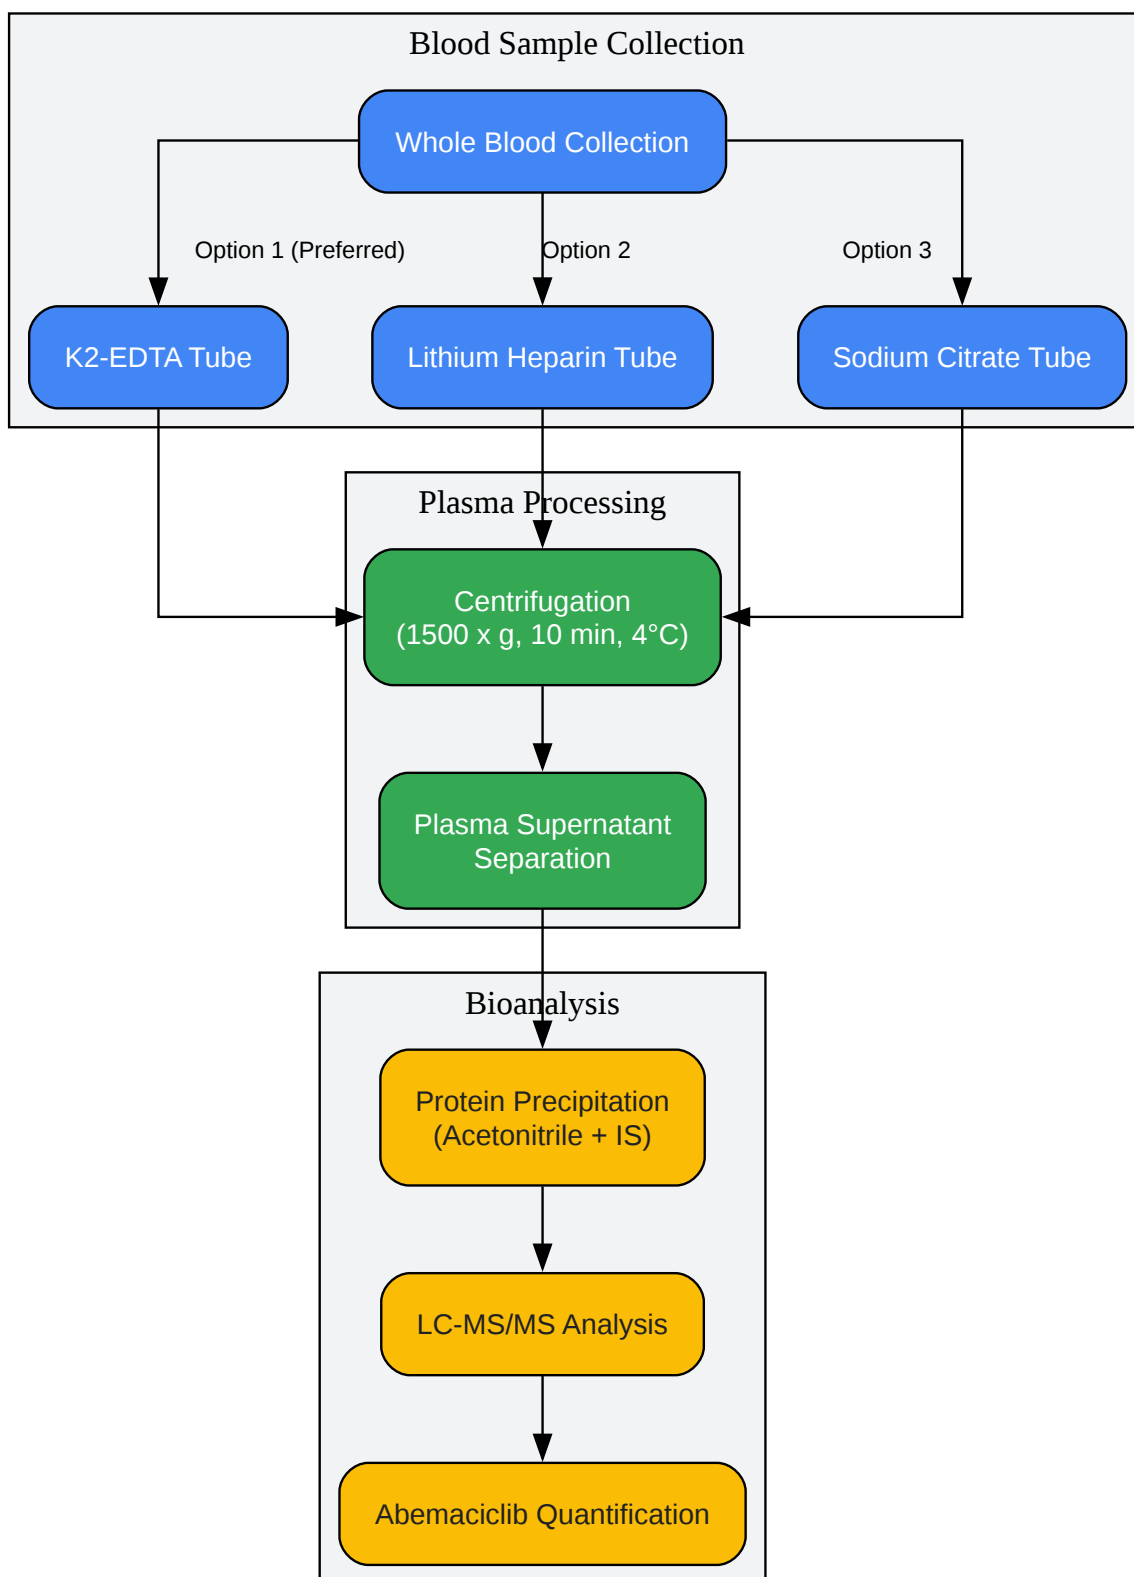 Blood Sample Collection
Whole Blood Collection
Option 1 (Preferred)
Option 2
Option 3
K2-EDTA Tube
Lithium Heparin Tube
Sodium Citrate Tube
Plasma Processing
Centrifugation
(1500 x g, 10 min, 4°C)
Plasma Supernatant
Separation
Bioanalysis
Protein Precipitation
(Acetonitrile + IS)
LC-MS/MS Analysis
Abemaciclib Quantification